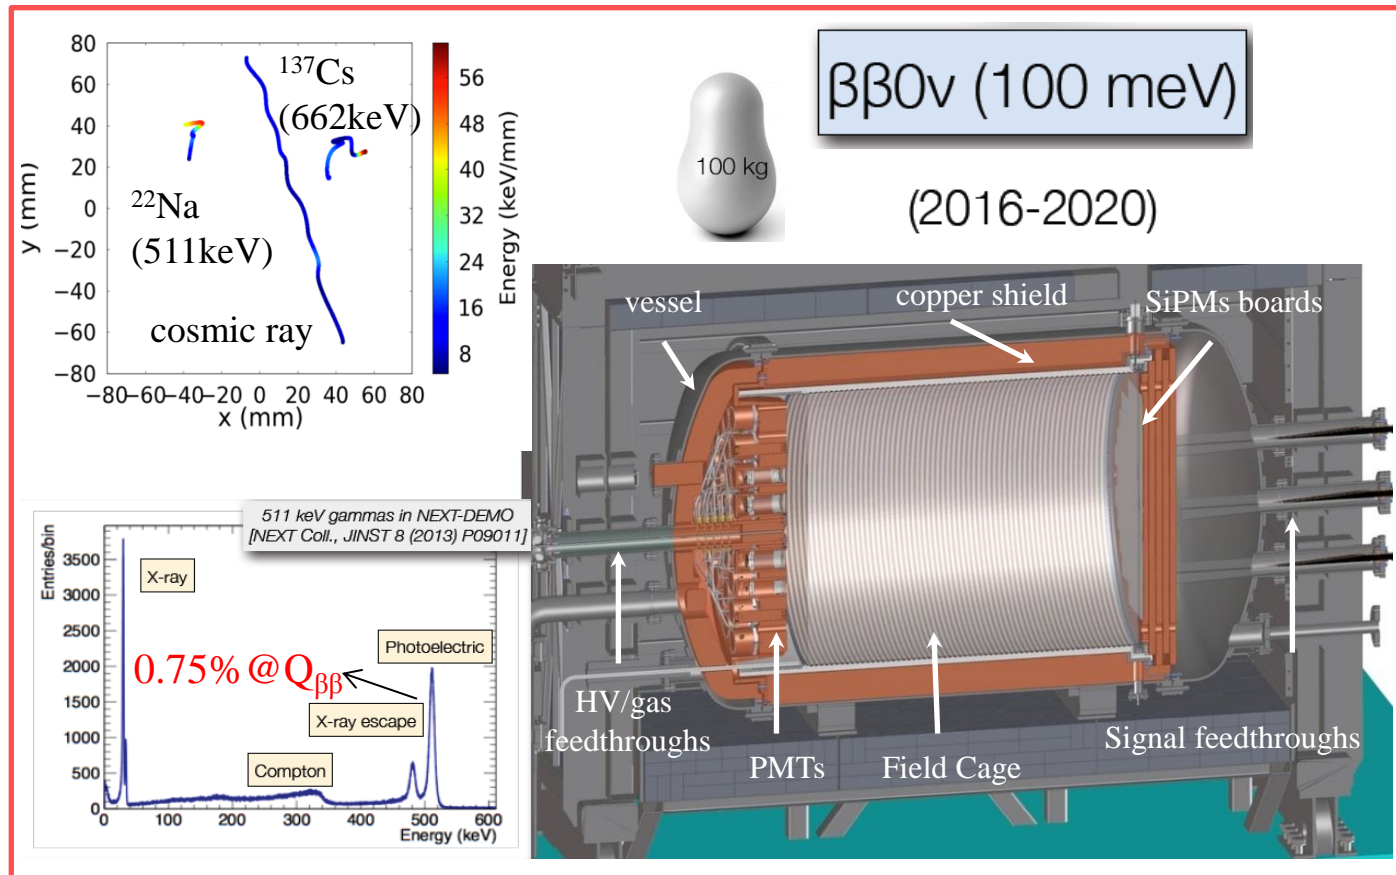 80
60
40
20
0
−20
−40
−60
−80
y (mm)
−80−60−40−20 0 20 40 60 80
x (mm)
¹³⁷Cs
(662keV)
²²Na
(511keV)
cosmic ray
56
48
40
32
24
16
8
Energy (keV/mm)
100 kg
ββ0ν (100 meV)
(2016-2020)
vessel
copper shield
SiPMs boards
HV/gas
feedthroughs
PMTs
Field Cage
Signal feedthroughs
511 keV gammas in NEXT-DEMO
[NEXT Coll., JINST 8 (2013) P09011]
Entries/bin
3500
3000
2500
2000
1500
1000
500
0
X-ray
Photoelectric
0.75% @Qββ
X-ray escape
Compton
0 100 200 300 400 500 600
Energy (keV)